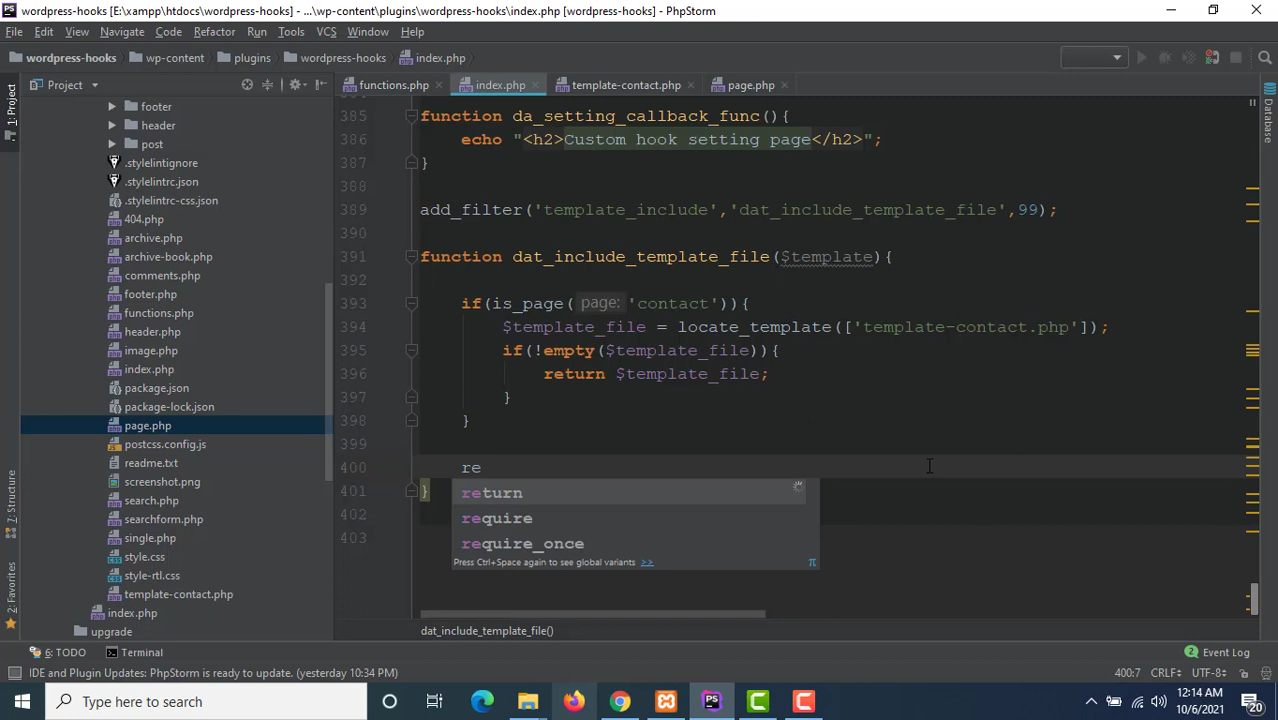 wordpress-hooks [E:\xampp\htdocs\wordpress-hooks] - ...\wp-content\plugins\wordpress-hooks\index.php [wordpress-hooks] - PhpStorm
File Edit View Navigate Code Refactor Run Tools VCS Window Help
wordpress-hooks wp-content plugins wordpress-hooks index.php
Project functions.php index.php template-contact.php page.php
1: Project
7: Structure
2: Favorites
Database
footer
header
post
.stylelintignore
.stylelintrc.json
.stylelintrc-css.json
404.php
archive.php
archive-book.php
comments.php
footer.php
functions.php
header.php
image.php
index.php
package.json
package-lock.json
page.php
postcss.config.js
readme.txt
screenshot.png
search.php
searchform.php
single.php
style.css
style-rtl.css
template-contact.php
index.php
upgrade
385 function da_setting_callback_func(){
386 echo "<h2>Custom hook setting page</h2>";
387 }
388
389 add_filter('template_include','dat_include_template_file',99);
390
391 function dat_include_template_file($template){
392
393 if(is_page( page: 'contact')){
394 $template_file = locate_template(['template-contact.php']);
395 if(!empty($template_file)){
396 return $template_file;
397 }
398 }
399
400 re
401 }
402
403
return
require
require_once
Press Ctrl+Space again to see global variants >> π
dat_include_template_file()
6: TODO Terminal 2 Event Log
IDE and Plugin Updates: PhpStorm is ready to update. (yesterday 10:34 PM) 400:7 CRLF÷ UTF-8÷
Type here to search
12:14 AM
10/6/2021
20